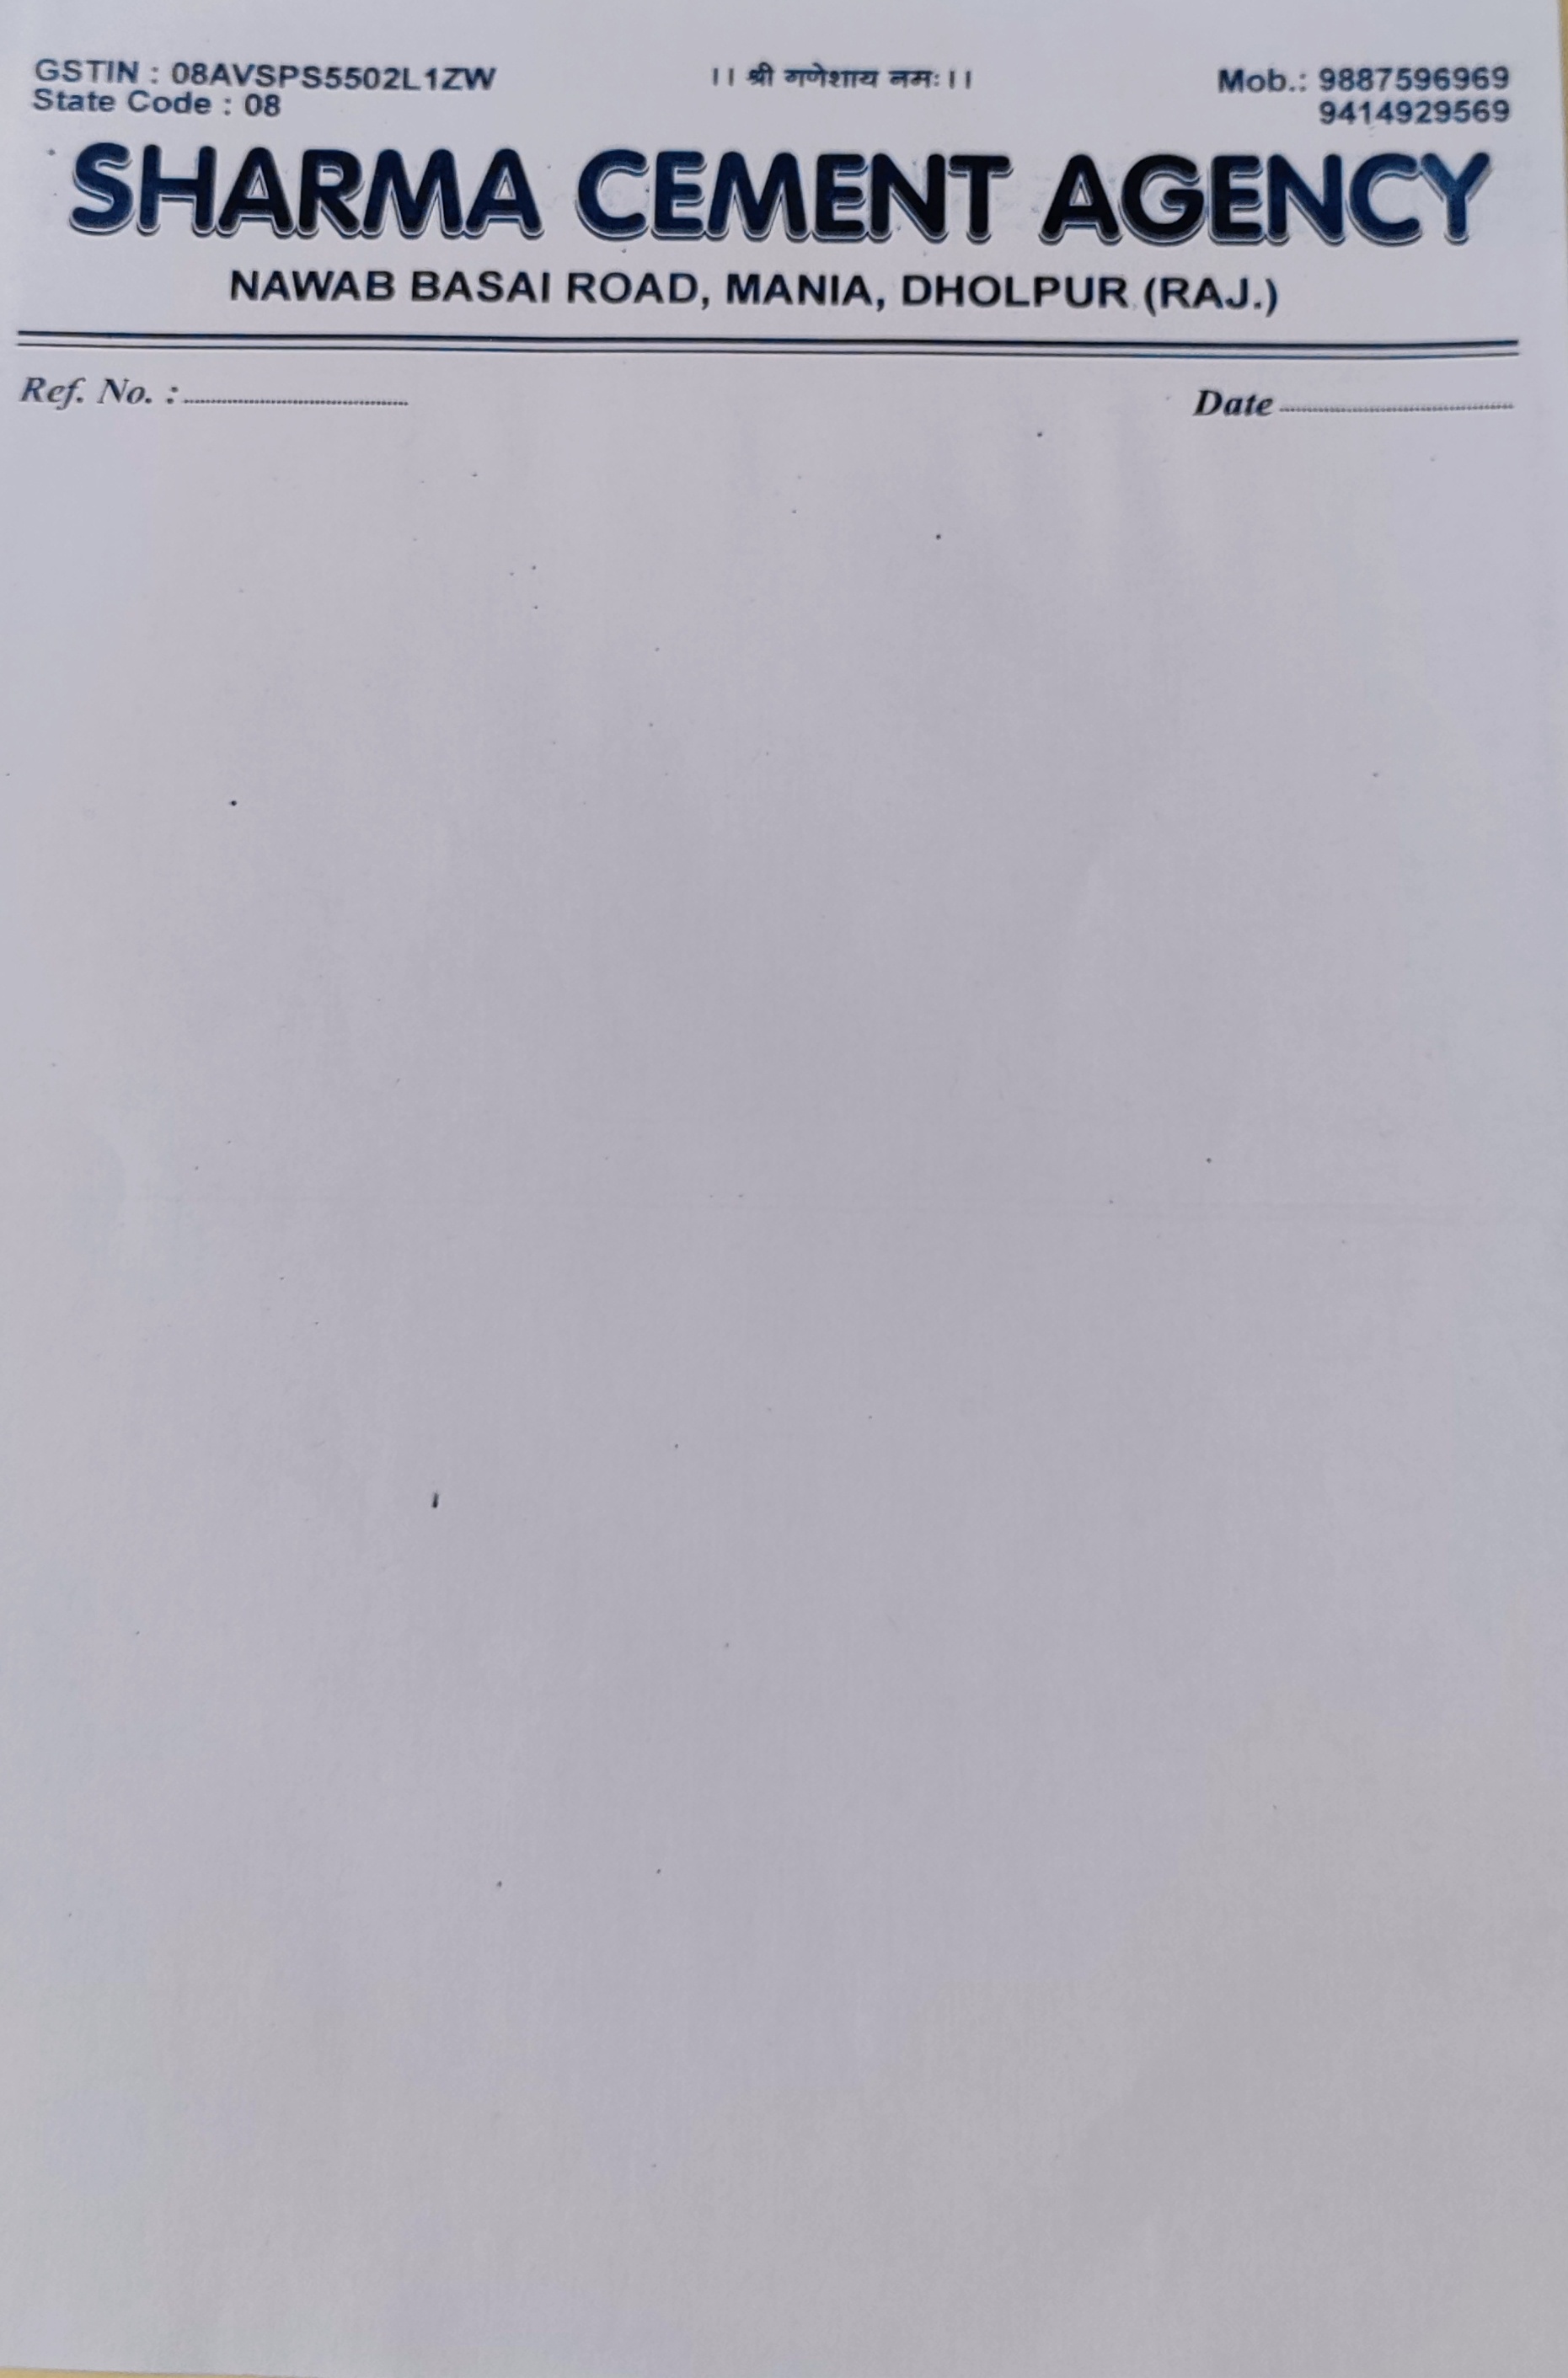 GSTIN : 08AVSPS5502L1ZW
State Code : 08
।। श्री गणेशाय नमः।।
Mob.: 9887596969
9414929569
SHARMA CEMENT AGENCY
NAWAB BASAI ROAD, MANIA, DHOLPUR (RAJ.)
Ref. No. :
Date